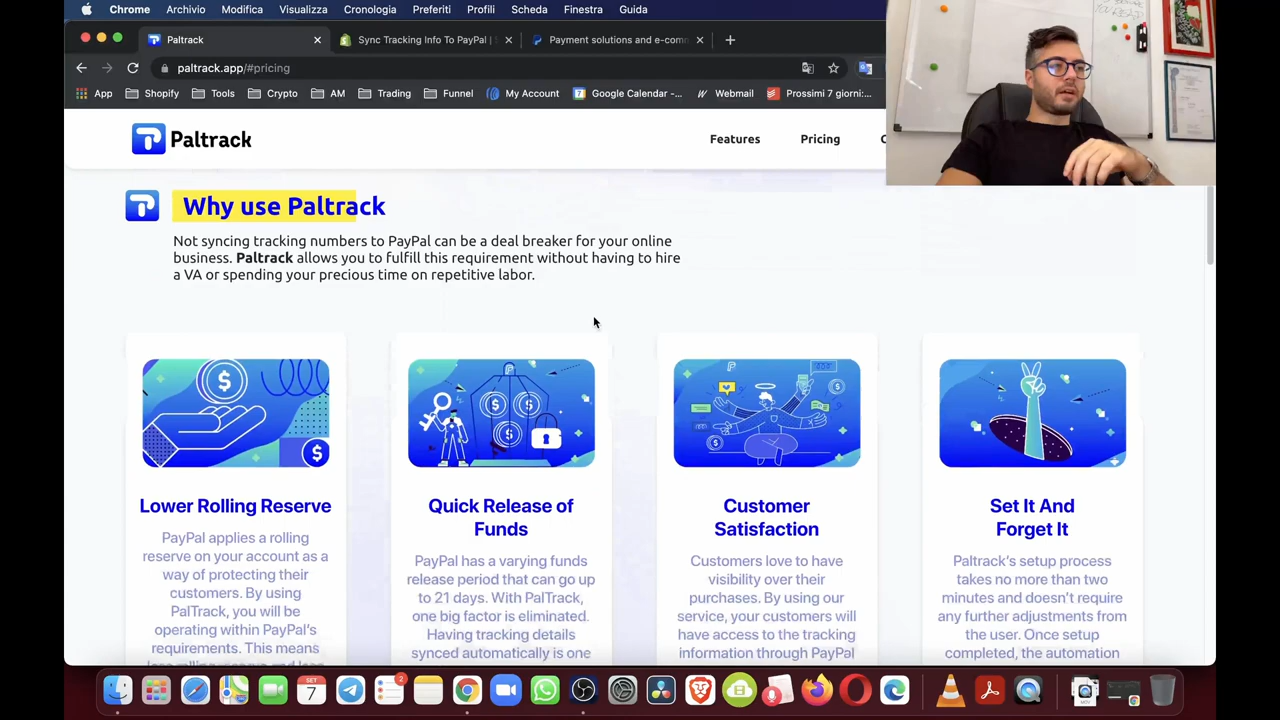 Chrome Archivio Modifica Visualizza Cronologia Preferiti Profili Scheda Finestra Guida
Paltrack
Sync Tracking Info To PayPal |
Payment solutions and e-com
paltrack.app/#pricing
App Shopify Tools Crypto AM Trading Funnel My Account Google Calendar -... Webmail Prossimi 7 giorni:...
Paltrack
Features Pricing
Why use Paltrack
Not syncing tracking numbers to PayPal can be a deal breaker for your online
business. Paltrack allows you to fulfill this requirement without having to hire
a VA or spending your precious time on repetitive labor.
Lower Rolling Reserve
PayPal applies a rolling
reserve on your account as a
way of protecting their
customers. By using
PalTrack, you will be
operating within PayPal's
requirements. This means
Quick Release of
Funds
PayPal has a varying funds
release period that can go up
to 21 days. With PalTrack,
one big factor is eliminated.
Having tracking details
synced automatically is one
Customer
Satisfaction
Customers love to have
visibility over their
purchases. By using our
service, your customers will
have access to the tracking
information through PayPal
Set It And
Forget It
Paltrack's setup process
takes no more than two
minutes and doesn't require
any further adjustments from
the user. Once setup
completed, the automation
SET
7
2